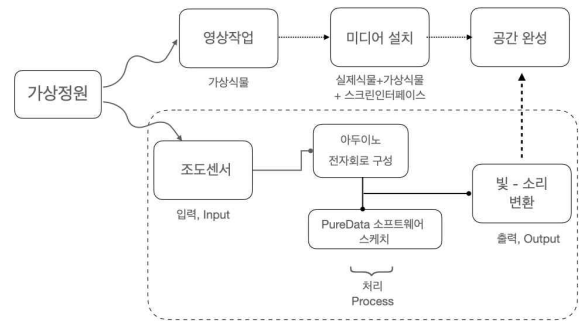 가상정원
영상작업
가상식물
미디어 설치
실제식물+가상식물
+ 스크린인터페이스
공간 완성
조도센서
입력, Input
아두이노
전자회로 구성
PureData 소프트웨어
스케치
처리
Process
빛 - 소리
변환
출력, Output